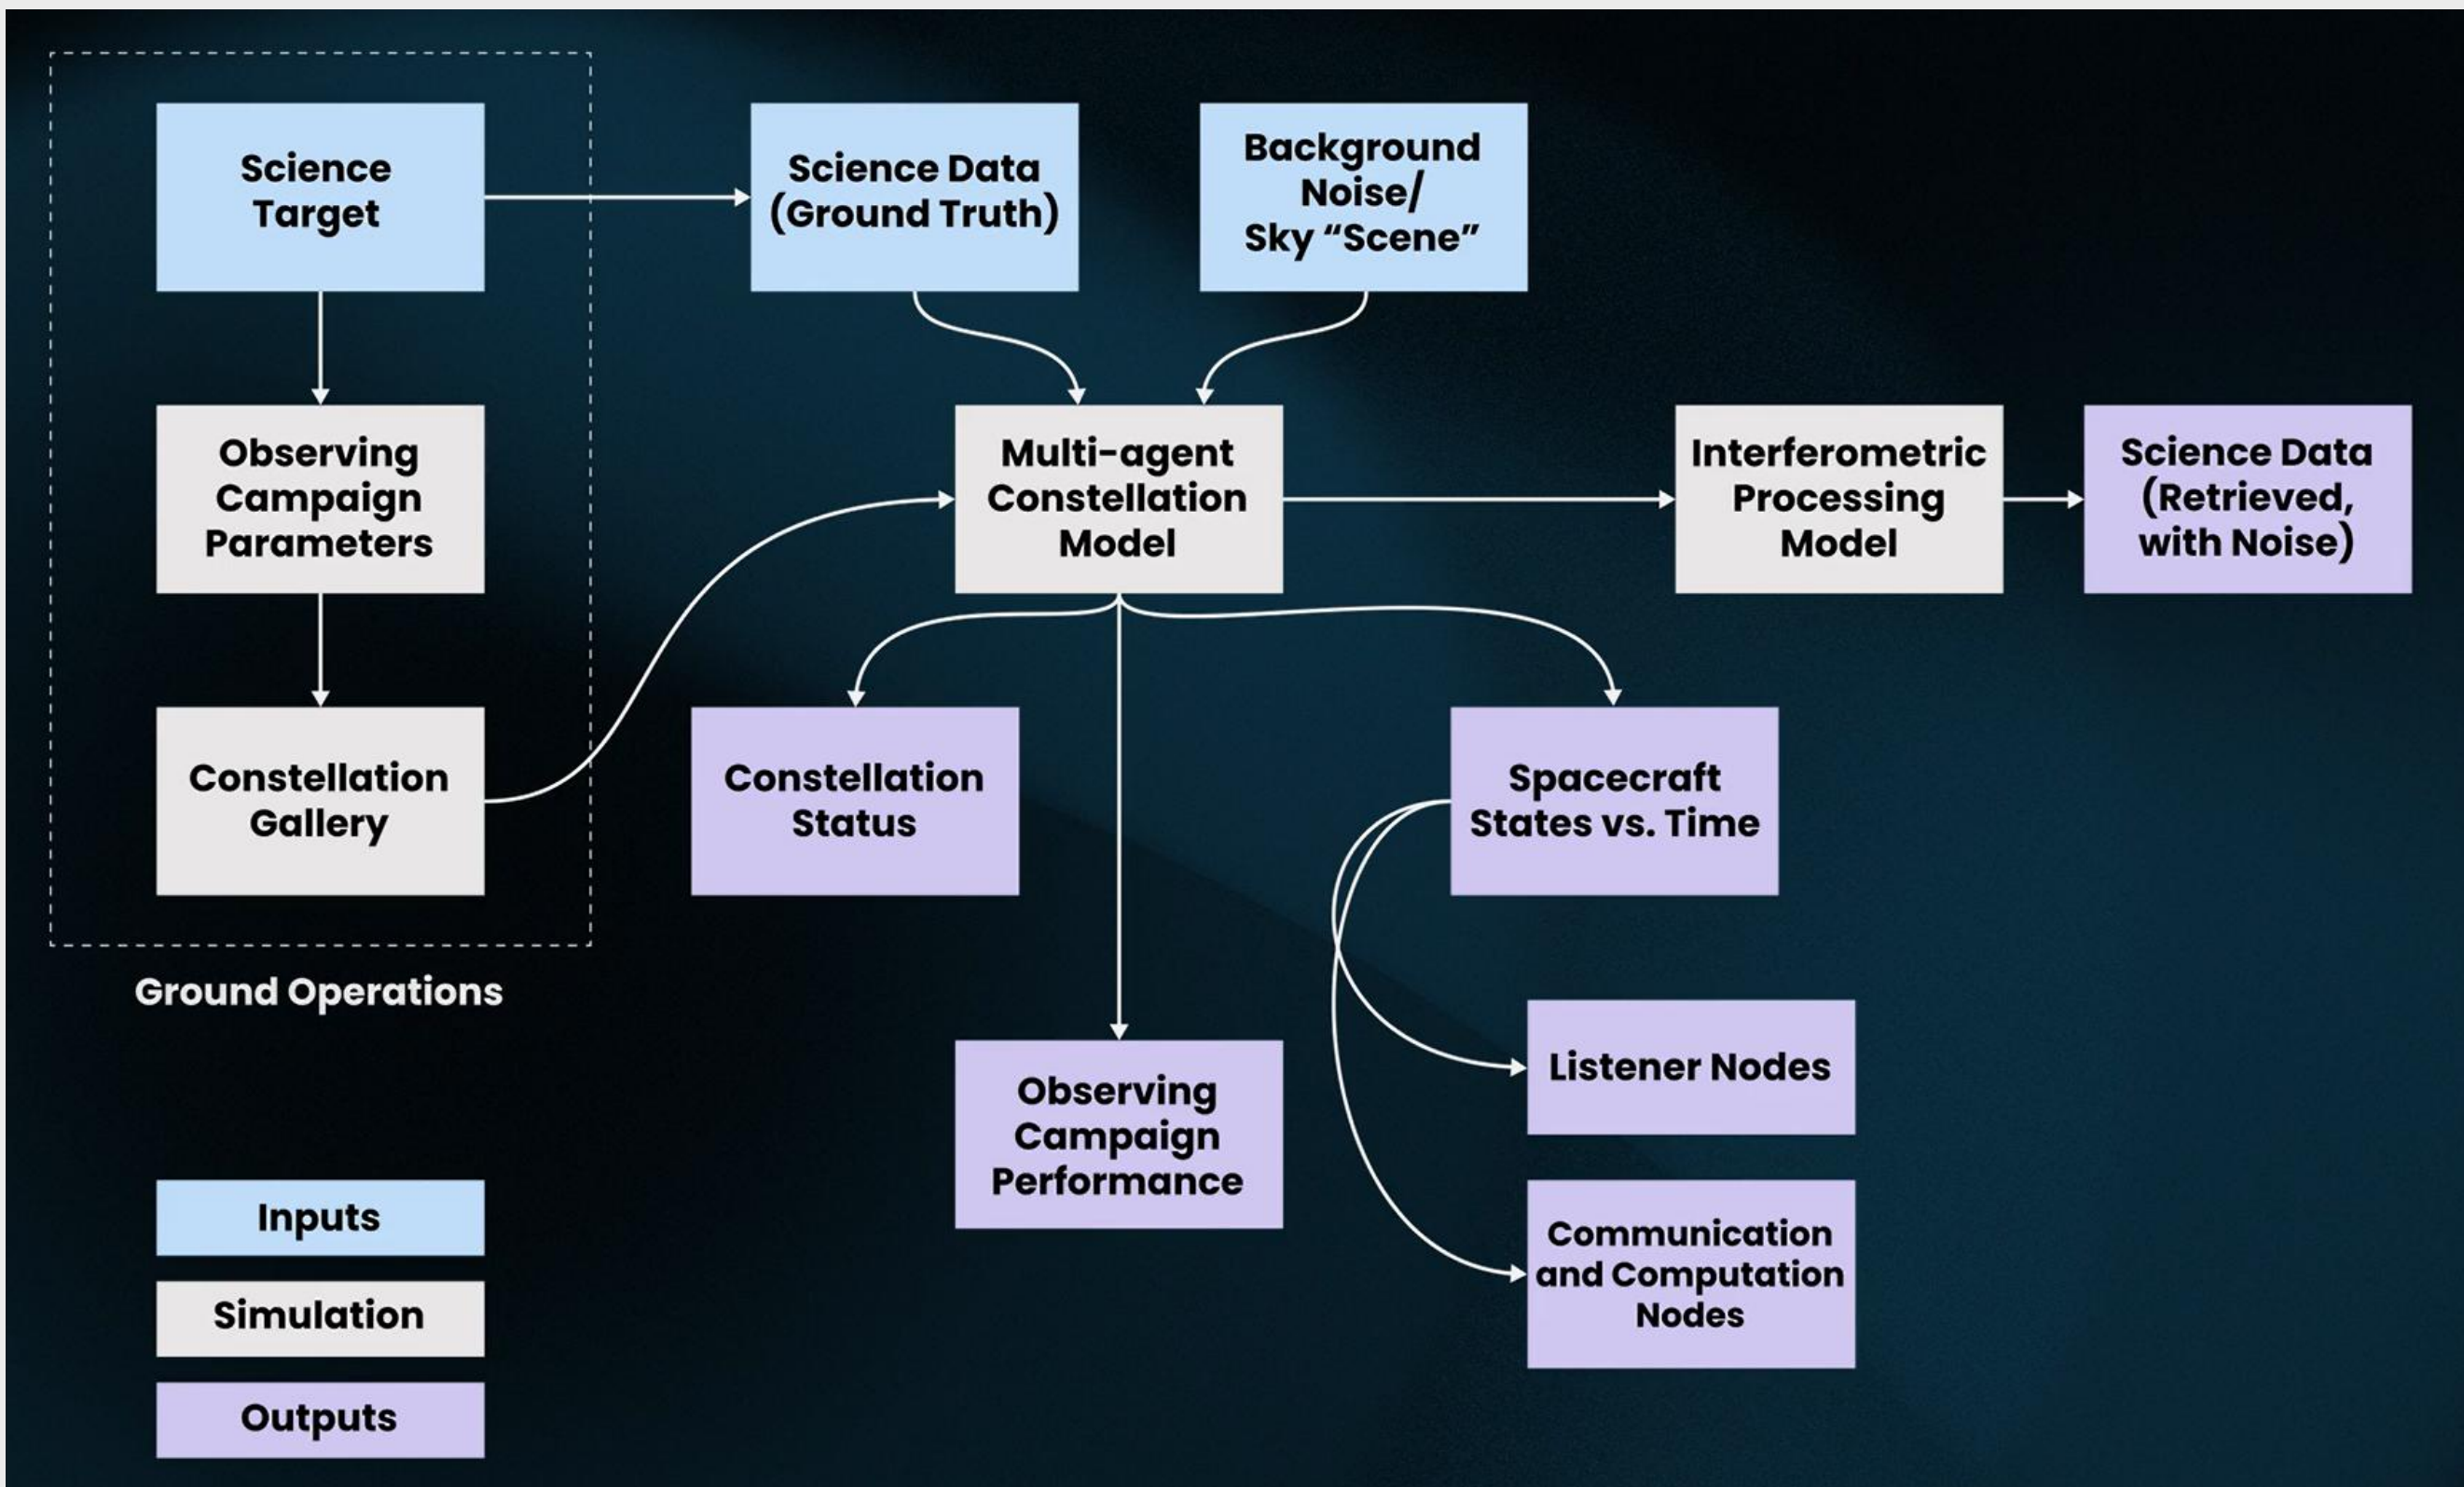 Science
Target
Science Data
(Ground Truth)
Background
Noise/
Sky “Scene”
Observing
Campaign
Parameters
Multi-agent
Constellation
Model
Interferometric
Processing
Model
Science Data
(Retrieved,
with Noise)
Constellation
Gallery
Constellation
Status
Spacecraft
States vs. Time
Ground Operations
Observing
Campaign
Performance
Listener Nodes
Communication
and Computation
Nodes
Inputs
Simulation
Outputs